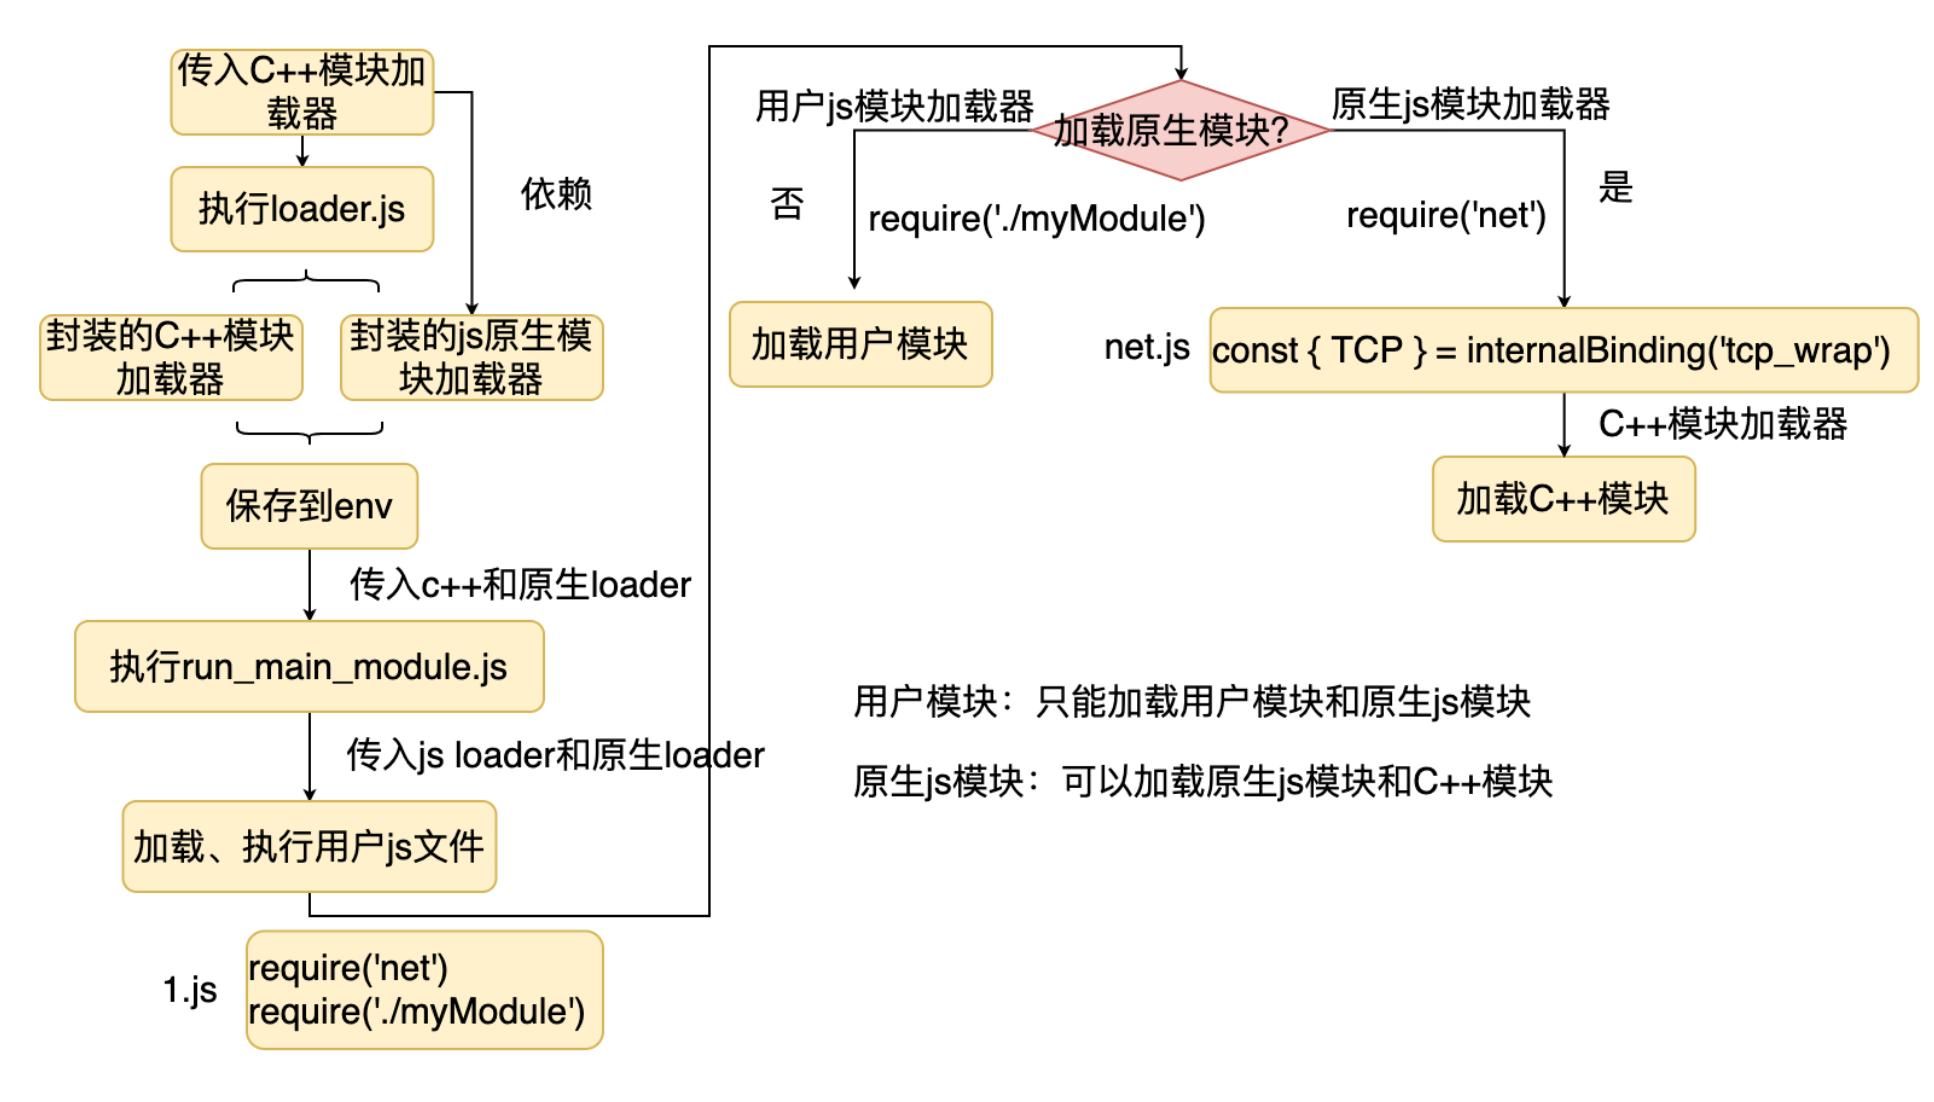 传入C++模块加
载器
执行loader.js
依赖
封装的C++模块
加载器
封装的js原生模
块加载器
保存到env
传入c++和原生loader
执行run_main_module.js
传入js loader和原生loader
加载、执行用户js文件
1.js
require('net')
require('./myModule')
用户js模块加载器
加载原生模块?
原生js模块加载器
否
require('./myModule')
require('net')
是
加载用户模块
net.js
const { TCP } = internalBinding('tcp_wrap')
C++模块加载器
加载C++模块
用户模块：只能加载用户模块和原生js模块
原生js模块：可以加载原生js模块和C++模块